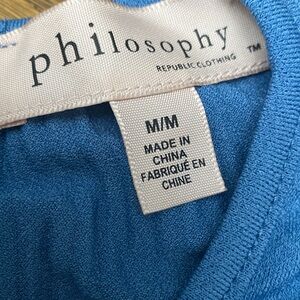 philosophy
REPUBLIC CLOTHING
TM
M/M
MADE IN
CHINA
FABRIQUÉ EN
CHINE